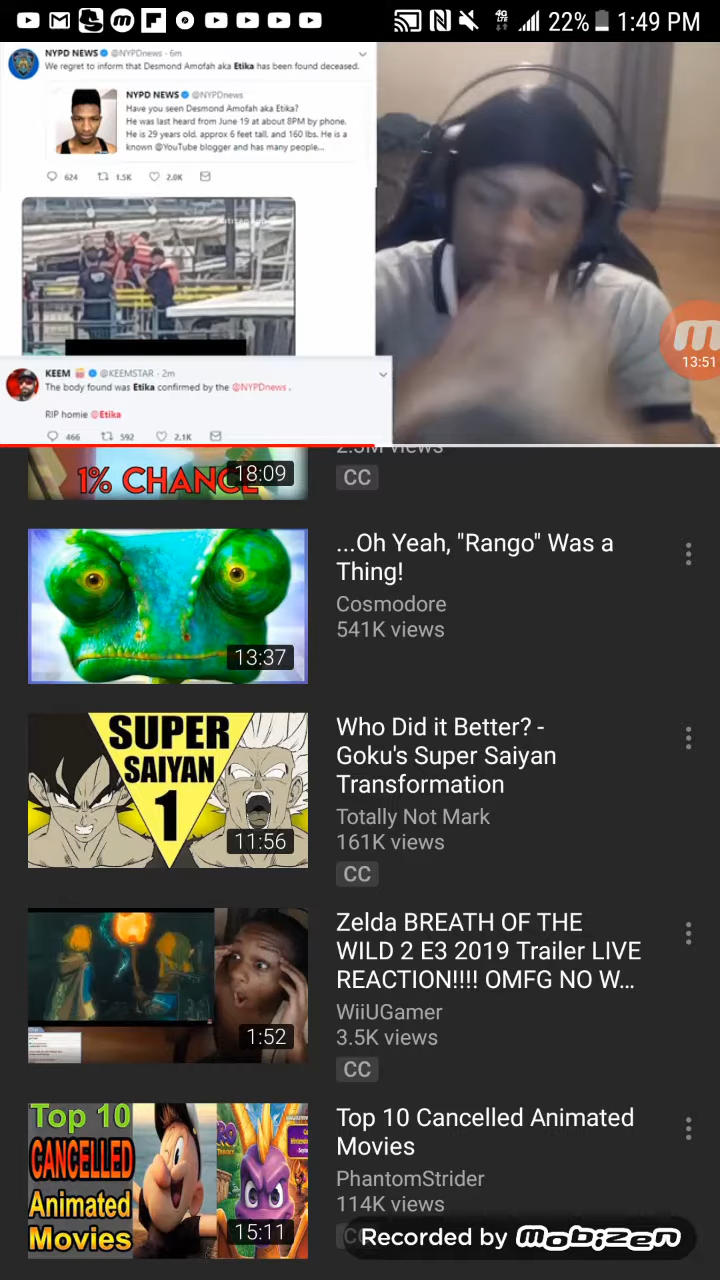 22% 1:49 PM
NYPD NEWS @NYPDnews · 6m
We regret to inform that Desmond Amofah aka Etika has been found deceased.
NYPD NEWS @NYPDnews
Have you seen Desmond Amofah aka Etika?
He was last heard from June 19 at about 8PM by phone.
He is 29 years old. approx 6 feet tall. and 160 lbs. He is a
known @YouTube blogger and has many people...
624 1.5K 2.0K
KEEM @KEEMSTAR · 2m
The body found was Etika confirmed by the @NYPDnews .
RIP homie @Etika
466 592 2.1K
13:51
2.3M views
1% CHANCE
18:09
CC
...Oh Yeah, "Rango" Was a
Thing!
Cosmodore
541K views
13:37
SUPER
SAIYAN
1
11:56
Who Did it Better? -
Goku's Super Saiyan
Transformation
Totally Not Mark
161K views
CC
Zelda BREATH OF THE
WILD 2 E3 2019 Trailer LIVE
REACTION!!!! OMFG NO W...
WiiUGamer
3.5K views
1:52
CC
Top 10
CANCELLED
Animated
Movies
15:11
Top 10 Cancelled Animated
Movies
PhantomStrider
114K views
Recorded by Mobizen